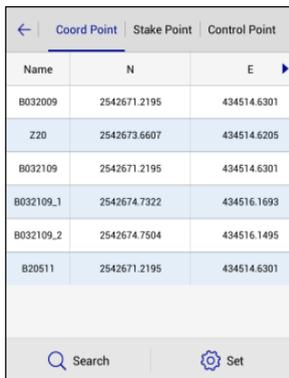 Coord Point Stake Point Control Point
Name N E
B032009 2542671.2195 434514.6301
Z20 2542673.6607 434514.6205
B032109 2542671.2195 434514.6301
B032109_1 2542674.7322 434516.1693
B032109_2 2542674.7504 434516.1495
B20511 2542671.2195 434514.6301
Search Set